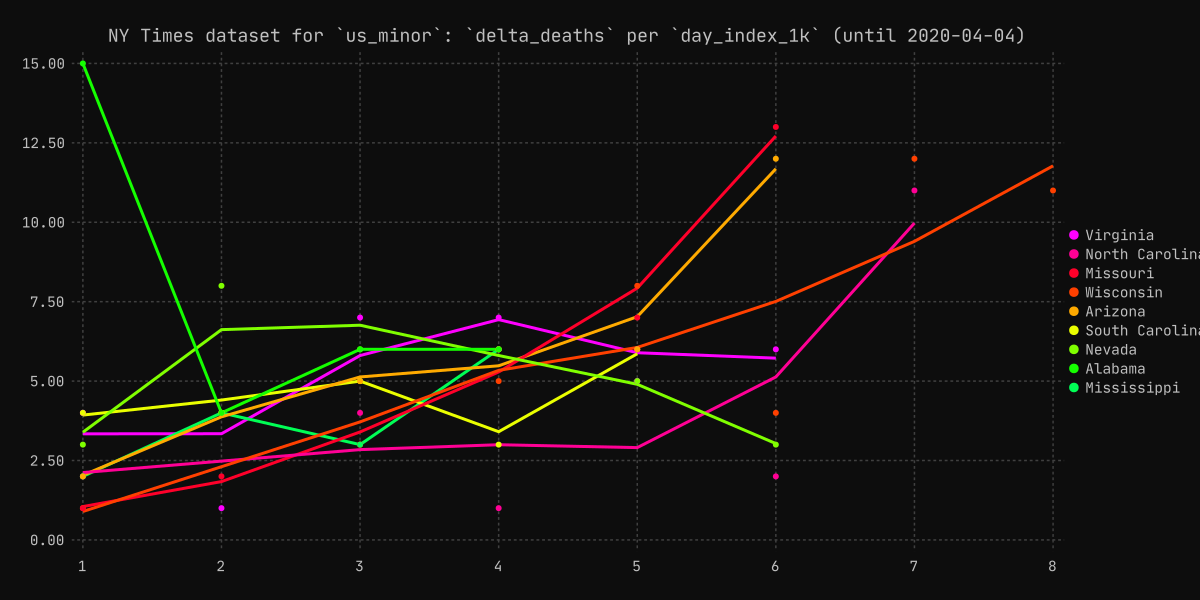 NY Times dataset for `us_minor`: `delta_deaths` per `day_index_1k` (until 2020-04-04)
15.00
12.50
10.00
7.50
5.00
2.50
0.00
1 2 3 4 5 6 7 8
Virginia
North Carolina
Missouri
Wisconsin
Arizona
South Carolina
Nevada
Alabama
Mississippi